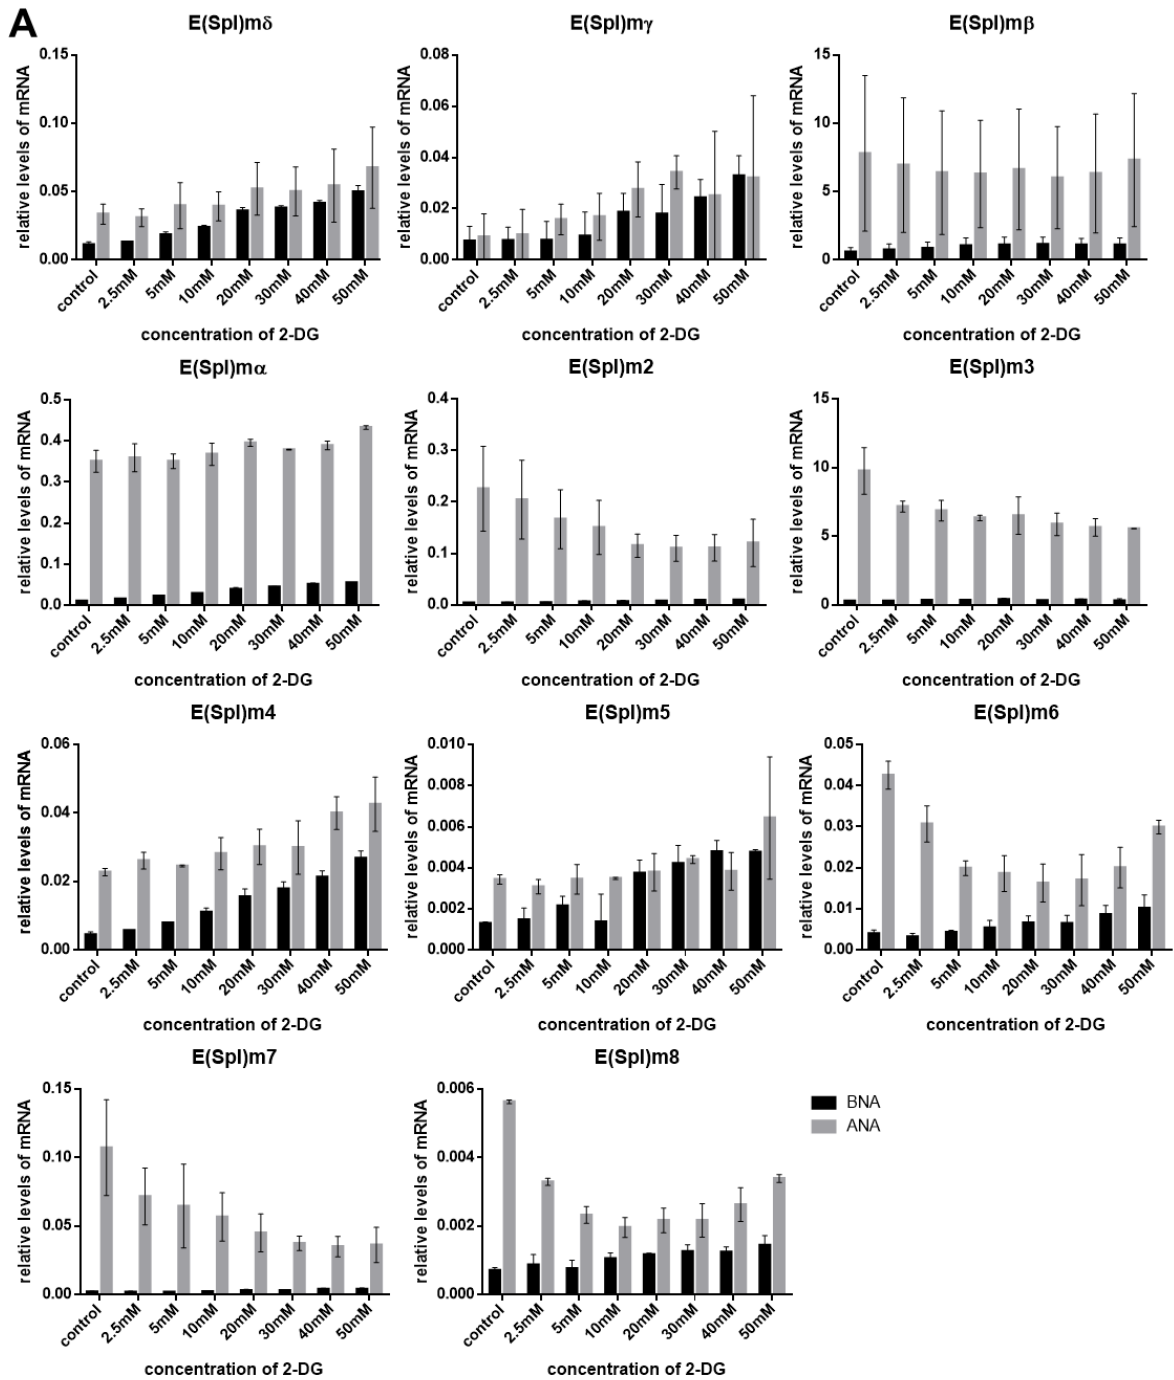 A
E(Spl)mδ
E(Spl)mγ
E(Spl)mβ
relative levels of mRNA
0.15
0.10
0.05
0.00
control
2.5mM
5mM
10mM
20mM
30mM
40mM
50mM
concentration of 2-DG
relative levels of mRNA
0.08
0.06
0.04
0.02
0.00
control
2.5mM
5mM
10mM
20mM
30mM
40mM
50mM
concentration of 2-DG
relative levels of mRNA
15
10
5
0
control
2.5mM
5mM
10mM
20mM
30mM
40mM
50mM
concentration of 2-DG
E(Spl)mα
E(Spl)m2
E(Spl)m3
relative levels of mRNA
0.5
0.4
0.3
0.2
0.1
0.0
control
2.5mM
5mM
10mM
20mM
30mM
40mM
50mM
concentration of 2-DG
relative levels of mRNA
0.4
0.3
0.2
0.1
0.0
control
2.5mM
5mM
10mM
20mM
30mM
40mM
50mM
concentration of 2-DG
relative levels of mRNA
15
10
5
0
control
2.5mM
5mM
10mM
20mM
30mM
40mM
50mM
concentration of 2-DG
E(Spl)m4
E(Spl)m5
E(Spl)m6
relative levels of mRNA
0.06
0.04
0.02
0.00
control
2.5mM
5mM
10mM
20mM
30mM
40mM
50mM
concentration of 2-DG
relative levels of mRNA
0.010
0.008
0.006
0.004
0.002
0.000
control
2.5mM
5mM
10mM
20mM
30mM
40mM
50mM
concentration of 2-DG
relative levels of mRNA
0.05
0.04
0.03
0.02
0.01
0.00
control
2.5mM
5mM
10mM
20mM
30mM
40mM
50mM
concentration of 2-DG
E(Spl)m7
E(Spl)m8
relative levels of mRNA
0.15
0.10
0.05
0.00
control
2.5mM
5mM
10mM
20mM
30mM
40mM
50mM
concentration of 2-DG
relative levels of mRNA
0.006
0.004
0.002
0.000
control
2.5mM
5mM
10mM
20mM
30mM
40mM
50mM
concentration of 2-DG
BNA
ANA